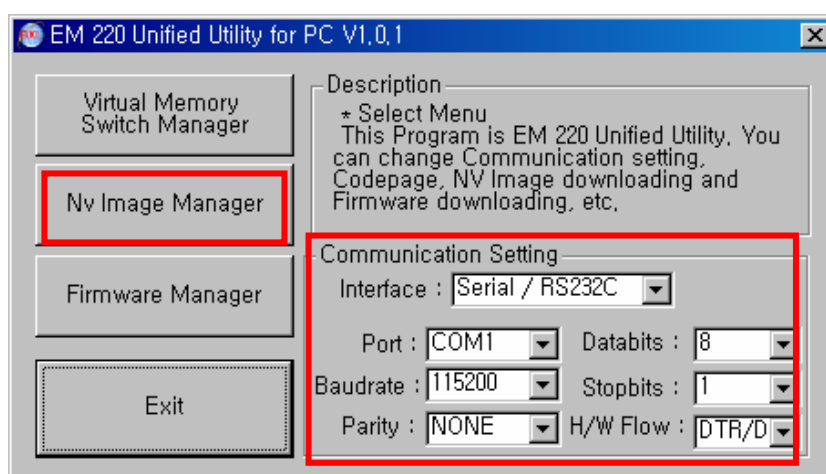 EM 220 Unified Utility for PC V1,0,1
Virtual Memory
Switch Manager
Nv Image Manager
Firmware Manager
Exit
Description
* Select Menu
This Program is EM 220 Unified Utility, You
can change Communication setting,
Codepage, NV Image downloading and
Firmware downloading, etc,
Communication Setting
Interface : Serial / RS232C
Port : COM1 Databits : 8
Baudrate : 115200 Stopbits : 1
Parity : NONE H/W Flow : DTR/D